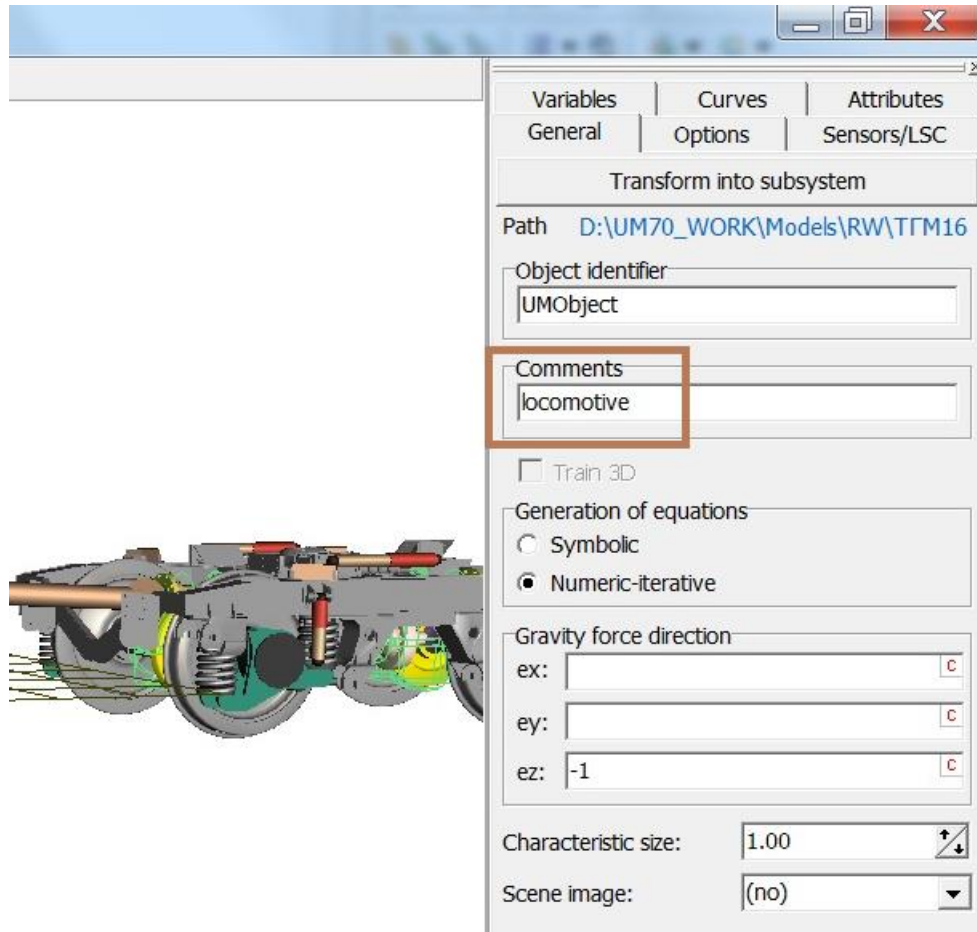 Variables Curves Attributes
General Options Sensors/LSC
Transform into subsystem
Path D:\UM70_WORK\Models\RW\ТГМ16
Object identifier
UMObject
Comments
locomotive
Train 3D
Generation of equations
Symbolic
Numeric-iterative
Gravity force direction
ex: C
ey: C
ez: -1 C
Characteristic size: 1.00
Scene image: (no)